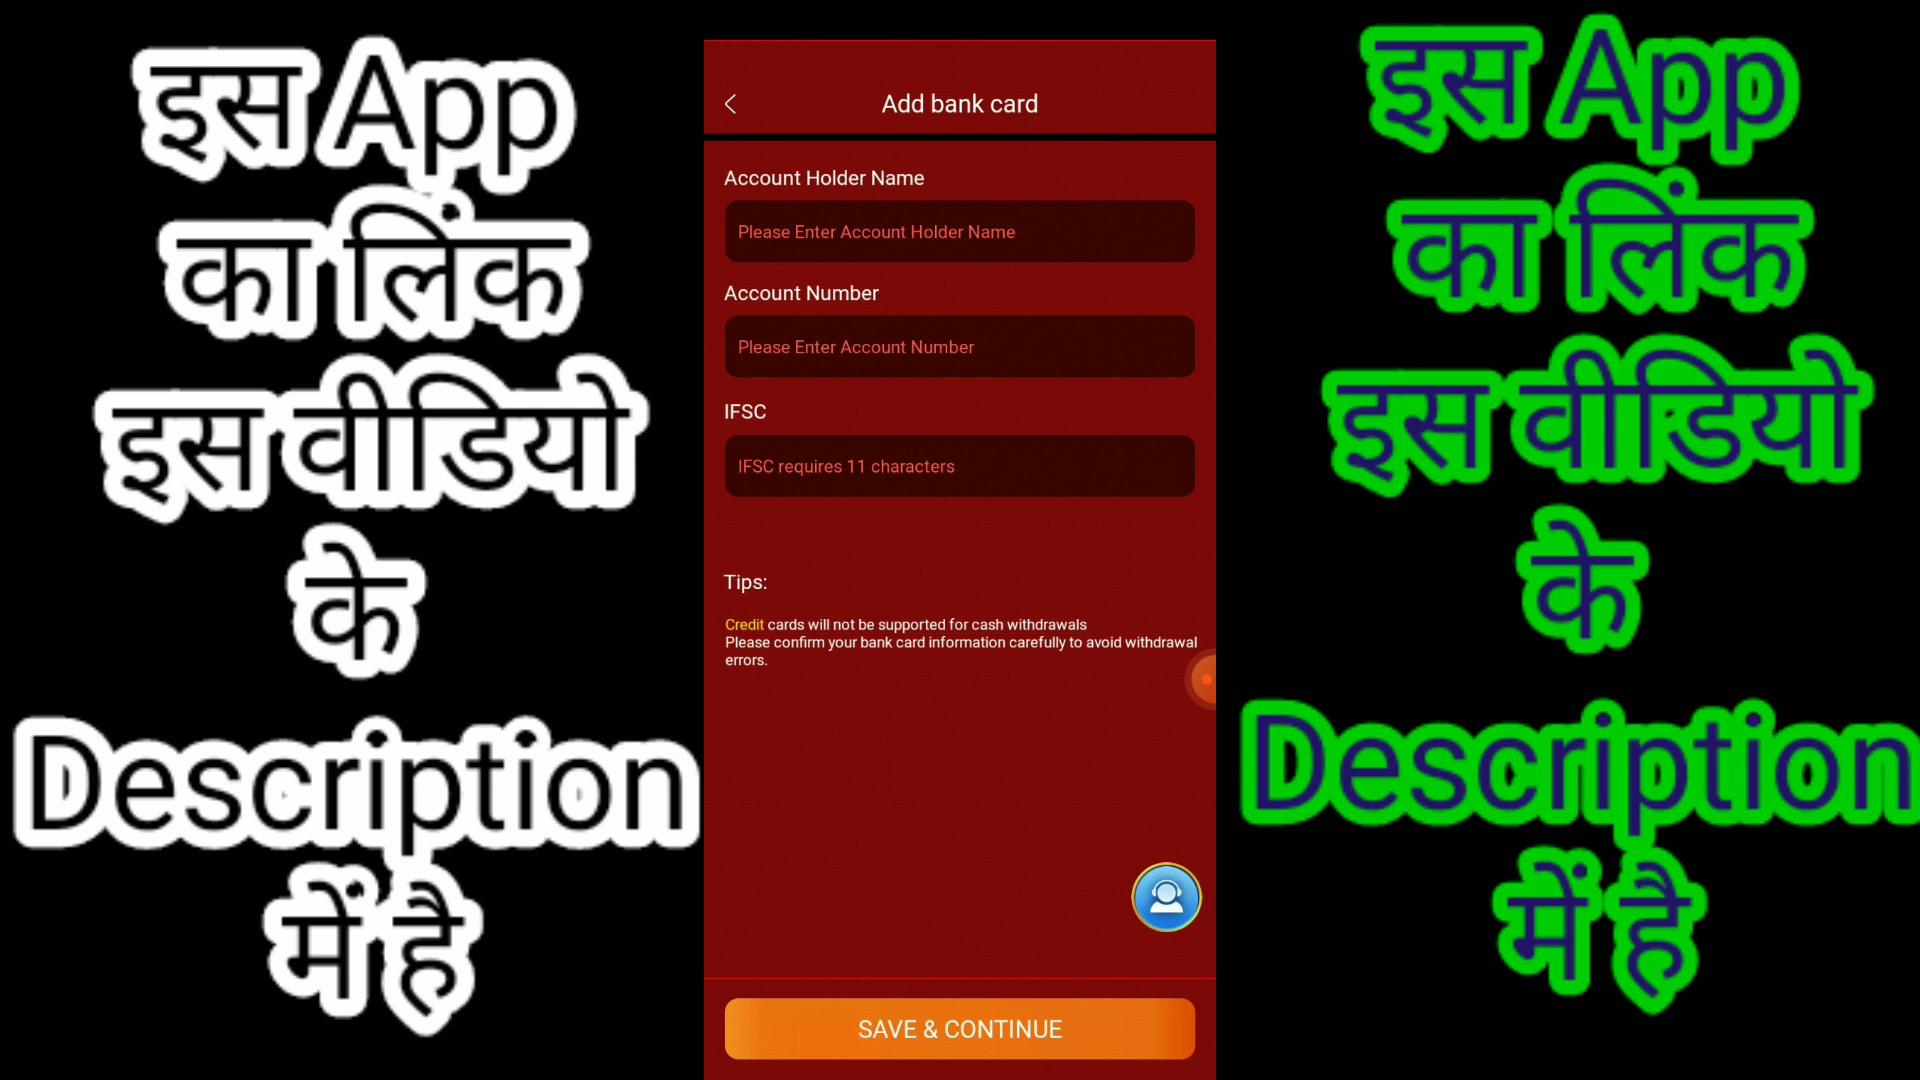 इस App
का लिंक
इस वीडियो
के
Description
में है
Add bank card
Account Holder Name
Please Enter Account Holder Name
Account Number
Please Enter Account Number
IFSC
IFSC requires 11 characters
Tips:
Credit cards will not be supported for cash withdrawals
Please confirm your bank card information carefully to avoid withdrawal
errors.
SAVE & CONTINUE
इस App
का लिंक
इस वीडियो
के
Description
में है